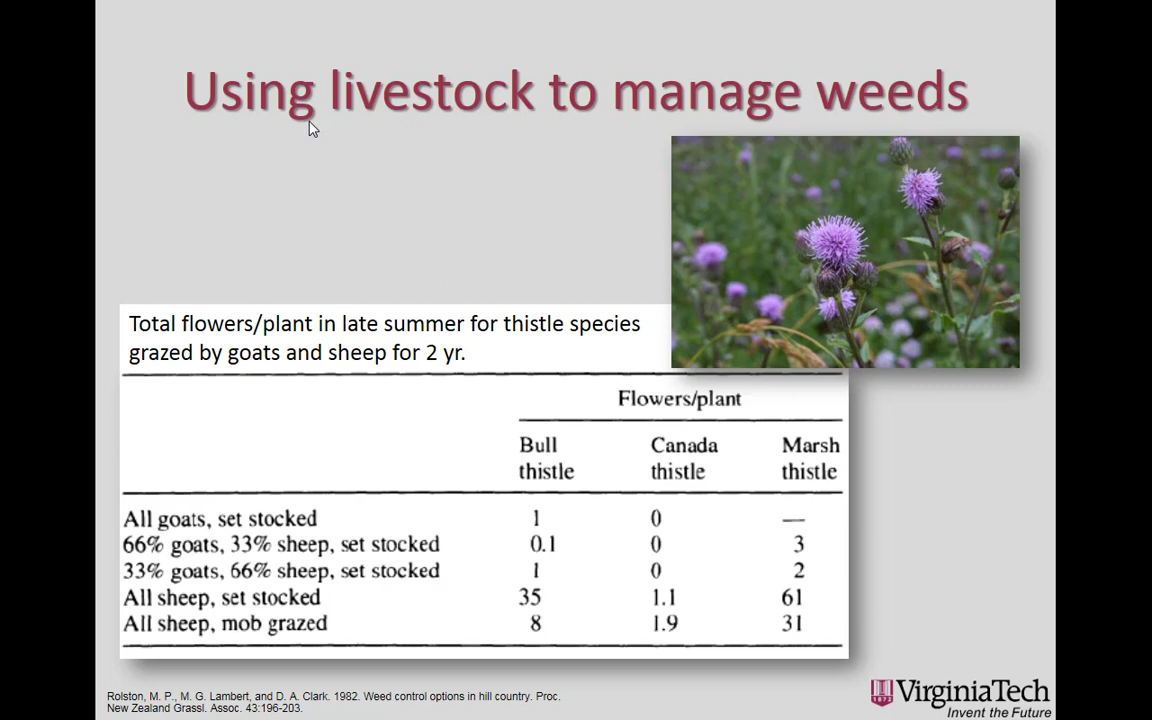 Using livestock to manage weeds
Total flowers/plant in late summer for thistle species
grazed by goats and sheep for 2 yr.
Flowers/plant
Bull Canada Marsh
thistle thistle thistle
All goats, set stocked 1 0 —
66% goats, 33% sheep, set stocked 0.1 0 3
33% goats, 66% sheep, set stocked 1 0 2
All sheep, set stocked 35 1.1 61
All sheep, mob grazed 8 1.9 31
Rolston, M. P., M. G. Lambert, and D. A. Clark. 1982. Weed control options in hill country. Proc.
New Zealand Grassl. Assoc. 43:196-203.
1872
VirginiaTech
Invent the Future